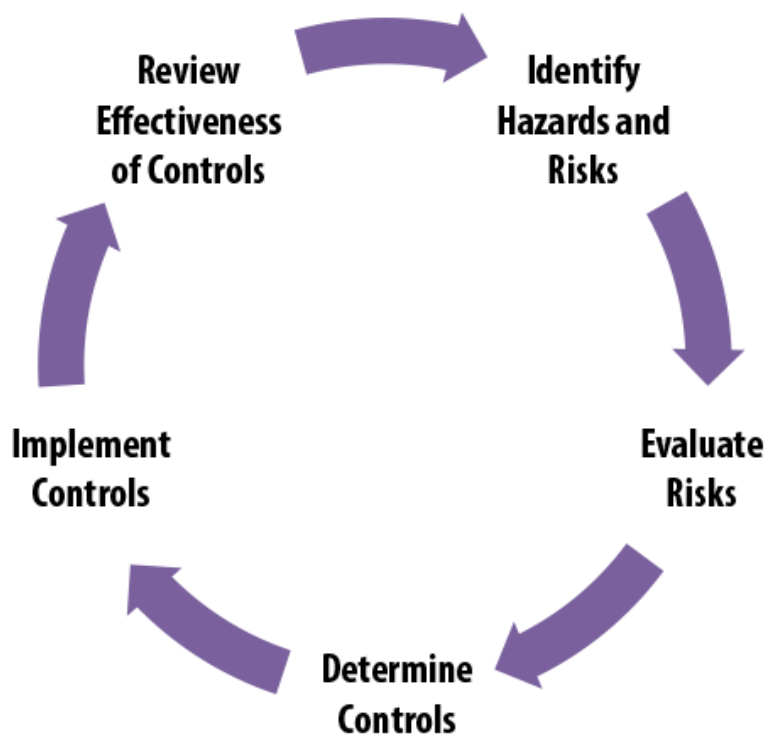 Review
Effectiveness
of Controls
Identify
Hazards and
Risks
Evaluate
Risks
Determine
Controls
Implement
Controls